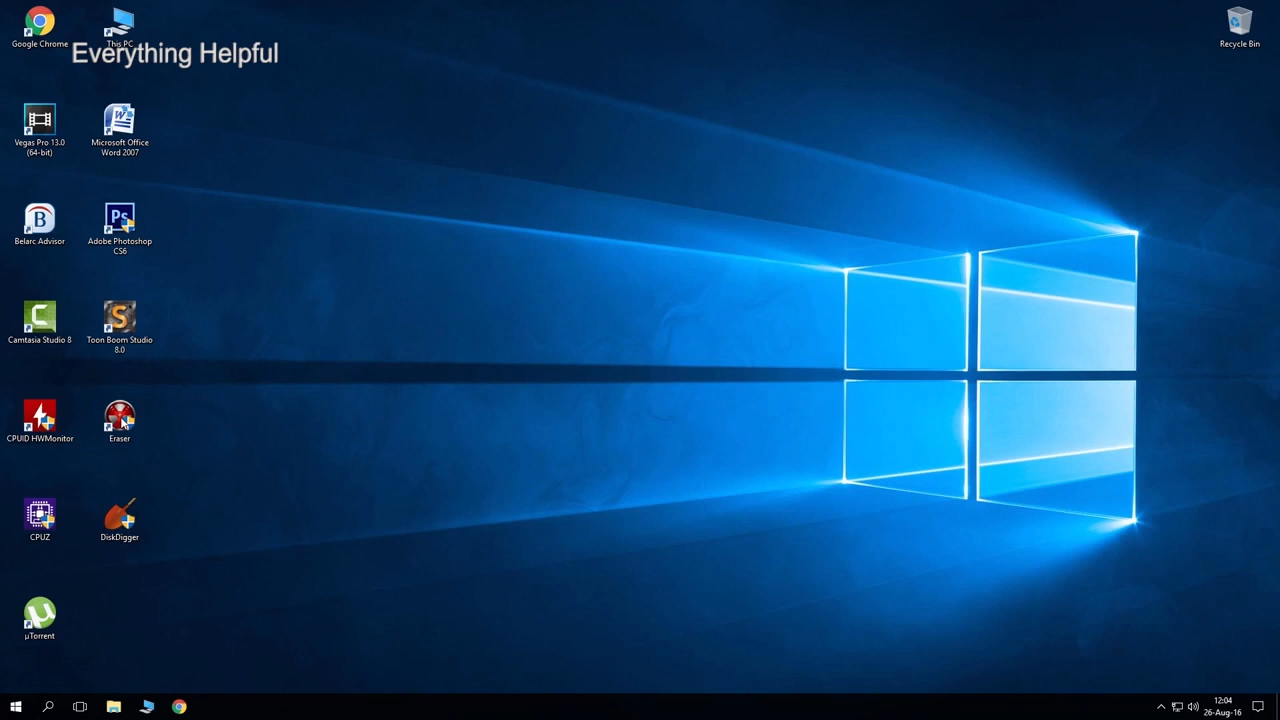 Google Chrome
This PC
Recycle Bin
Everything Helpful
Vegas Pro 13.0
(64-bit)
Microsoft Office
Word 2007
B
Belarc Advisor
Ps
Adobe Photoshop
CS6
C
Camtasia Studio 8
S
Toon Boom Studio
8.0
CPUID HWMonitor
Eraser
CPUZ
DiskDigger
µ
µTorrent
12:04
26-Aug-16